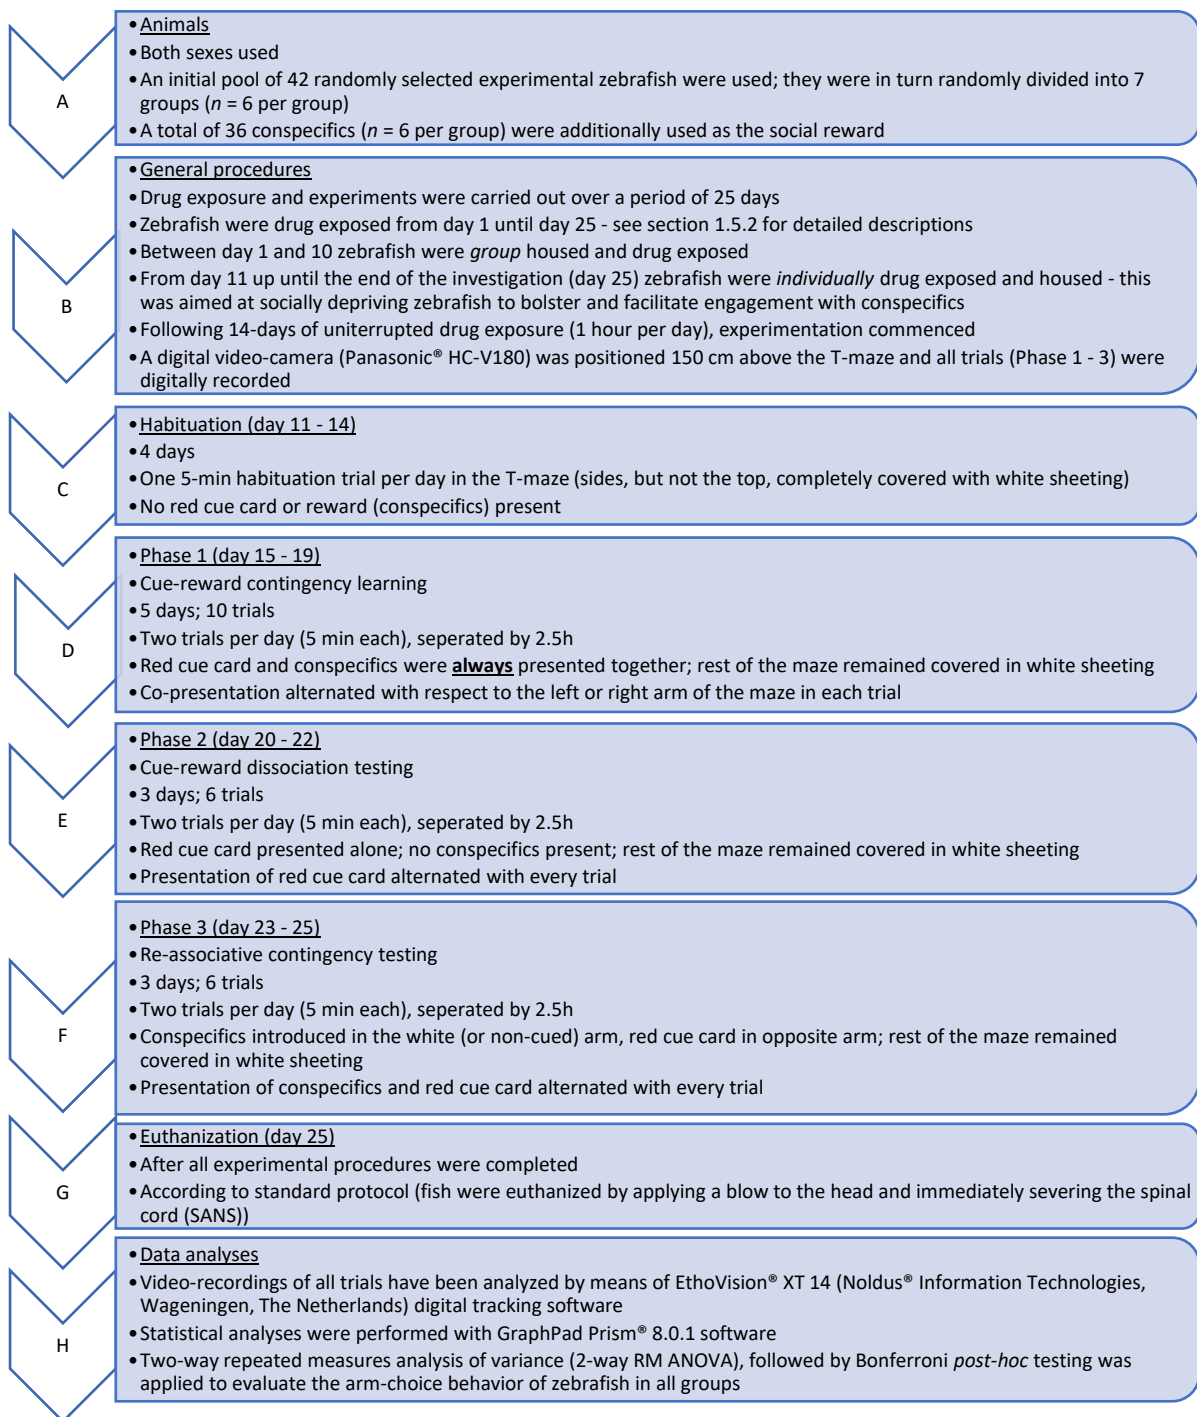 A
•Animals
•Both sexes used
•An initial pool of 42 randomly selected experimental zebrafish were used; they were in turn randomly divided into 7
groups (n = 6 per group)
•A total of 36 conspecifics (n = 6 per group) were additionally used as the social reward
B
•General procedures
•Drug exposure and experiments were carried out over a period of 25 days
•Zebrafish were drug exposed from day 1 until day 25 - see section 1.5.2 for detailed descriptions
•Between day 1 and 10 zebrafish were group housed and drug exposed
•From day 11 up until the end of the investigation (day 25) zebrafish were individually drug exposed and housed - this
was aimed at socially depriving zebrafish to bolster and facilitate engagement with conspecifics
•Following 14-days of uniterrupted drug exposure (1 hour per day), experimentation commenced
•A digital video-camera (Panasonic® HC-V180) was positioned 150 cm above the T-maze and all trials (Phase 1 - 3) were
digitally recorded
C
•Habituation (day 11 - 14)
•4 days
•One 5-min habituation trial per day in the T-maze (sides, but not the top, completely covered with white sheeting)
•No red cue card or reward (conspecifics) present
D
•Phase 1 (day 15 - 19)
•Cue-reward contingency learning
•5 days; 10 trials
•Two trials per day (5 min each), seperated by 2.5h
•Red cue card and conspecifics were always presented together; rest of the maze remained covered in white sheeting
•Co-presentation alternated with respect to the left or right arm of the maze in each trial
E
•Phase 2 (day 20 - 22)
•Cue-reward dissociation testing
•3 days; 6 trials
•Two trials per day (5 min each), seperated by 2.5h
•Red cue card presented alone; no conspecifics present; rest of the maze remained covered in white sheeting
•Presentation of red cue card alternated with every trial
F
•Phase 3 (day 23 - 25)
•Re-associative contingency testing
•3 days; 6 trials
•Two trials per day (5 min each), seperated by 2.5h
•Conspecifics introduced in the white (or non-cued) arm, red cue card in opposite arm; rest of the maze remained
covered in white sheeting
•Presentation of conspecifics and red cue card alternated with every trial
G
•Euthanization (day 25)
•After all experimental procedures were completed
•According to standard protocol (fish were euthanized by applying a blow to the head and immediately severing the spinal
cord (SANS))
H
•Data analyses
•Video-recordings of all trials have been analyzed by means of EthoVision® XT 14 (Noldus® Information Technologies,
Wageningen, The Netherlands) digital tracking software
•Statistical analyses were performed with GraphPad Prism® 8.0.1 software
•Two-way repeated measures analysis of variance (2-way RM ANOVA), followed by Bonferroni post-hoc testing was
applied to evaluate the arm-choice behavior of zebrafish in all groups